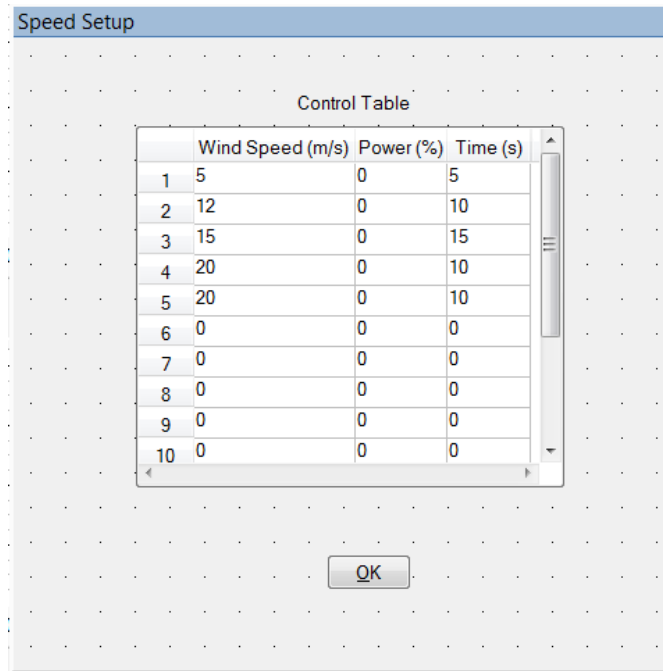 Speed Setup
Control Table
Wind Speed (m/s) Power (%) Time (s)
1 5 0 5
2 12 0 10
3 15 0 15
4 20 0 10
5 20 0 10
6 0 0 0
7 0 0 0
8 0 0 0
9 0 0 0
10 0 0 0
OK